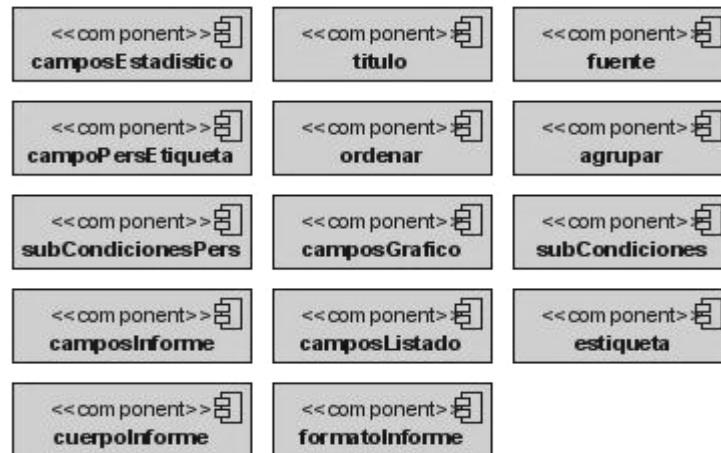 <<component>> <<component>> <<component>>
camposEstadistico titulo fuente
<<component>> <<component>> <<component>>
campoPersEtiqueta ordenar agrupar
<<component>> <<component>> <<component>>
subCondicionesPers camposGrafico subCondiciones
<<component>> <<component>> <<component>>
camposInforme camposListado estiqueta
<<component>> <<component>>
cuerpoInforme formatoInforme